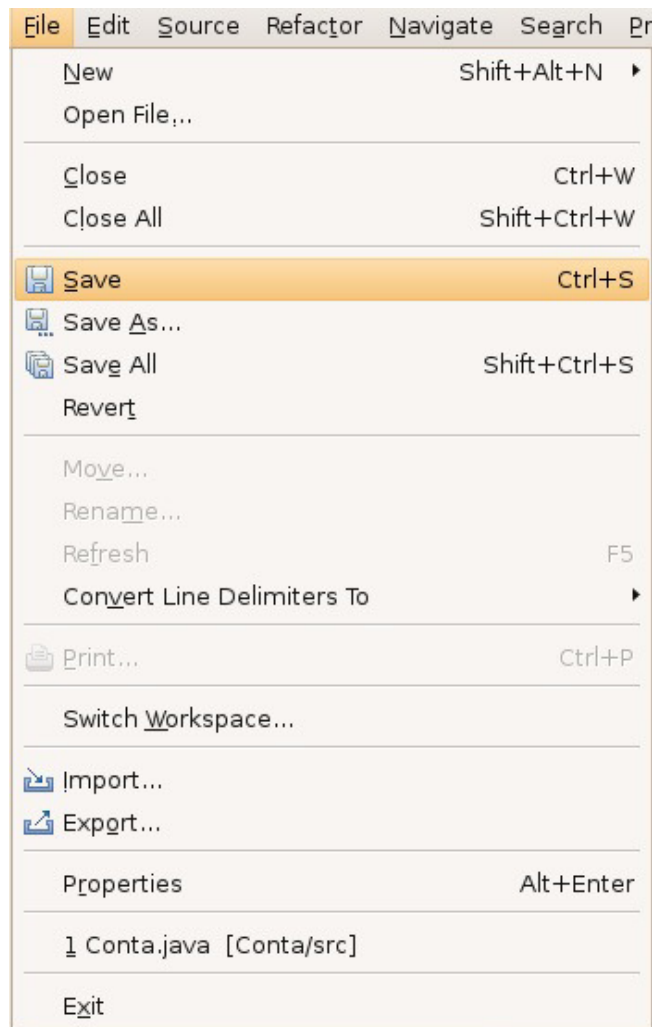 File Edit Source Refactor Navigate Search Pr
New Shift+Alt+N
Open File...
Close Ctrl+W
Close All Shift+Ctrl+W
Save Ctrl+S
Save As...
Save All Shift+Ctrl+S
Revert
Move...
Rename...
Refresh F5
Convert Line Delimiters To
Print... Ctrl+P
Switch Workspace...
Import...
Export...
Properties Alt+Enter
1 Conta.java [Conta/src]
Exit